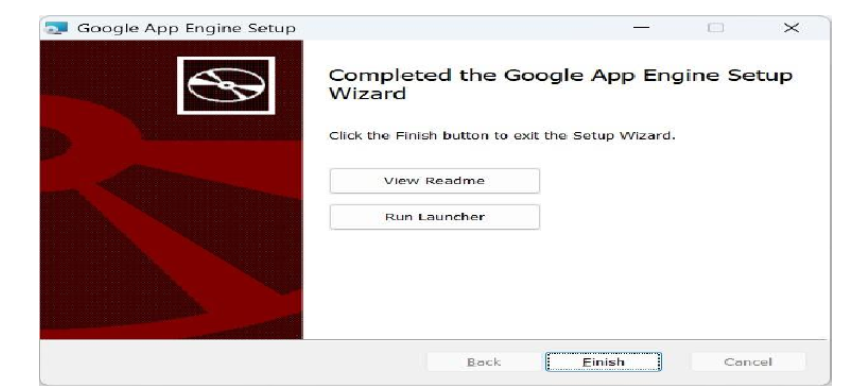 Google App Engine Setup
Completed the Google App Engine Setup
Wizard
Click the Finish button to exit the Setup Wizard.
View Readme
Run Launcher
Back
Finish
Cancel